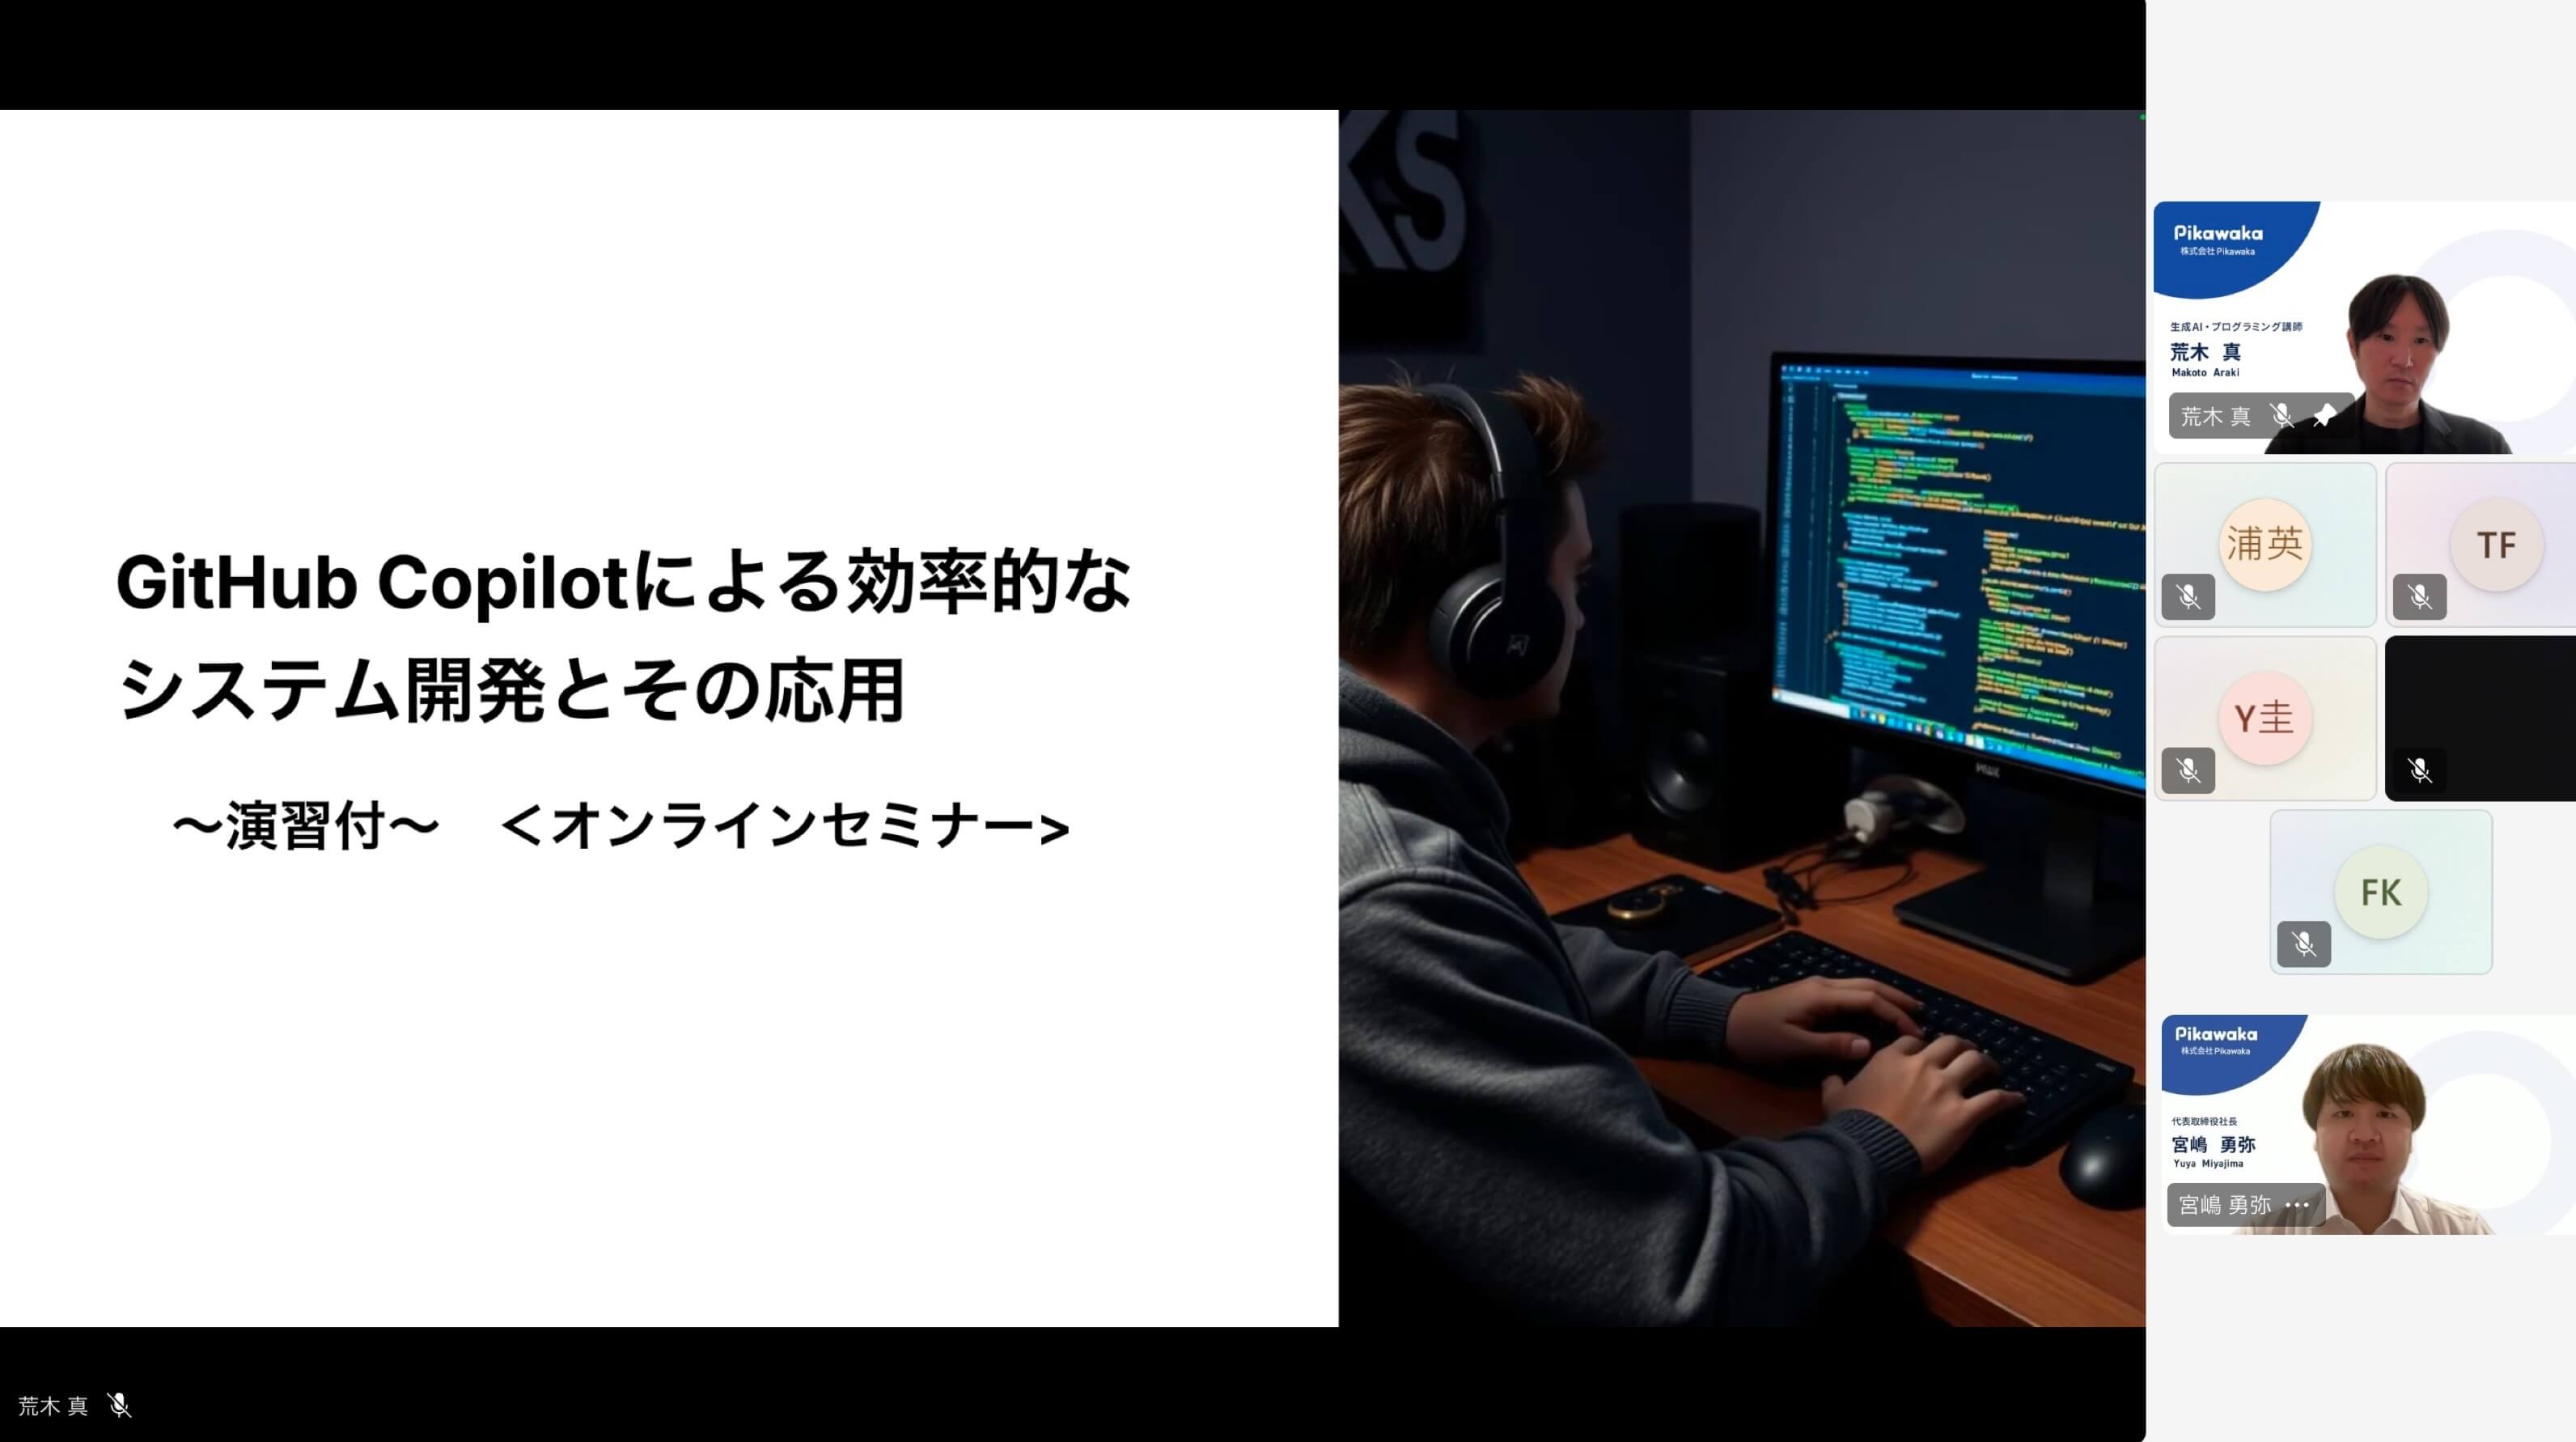 GitHub Copilotによる効率的な
システム開発とその応用
～演習付～　＜オンラインセミナー>
KS
荒木 真
Pikawaka
株式会社Pikawaka
生成AI・プログラミング講師
荒木 真
Makoto Araki
荒木 真
浦英
TF
Y圭
FK
Pikawaka
株式会社Pikawaka
代表取締役社長
宮嶋 勇弥
Yuya Miyajima
宮嶋 勇弥 ...